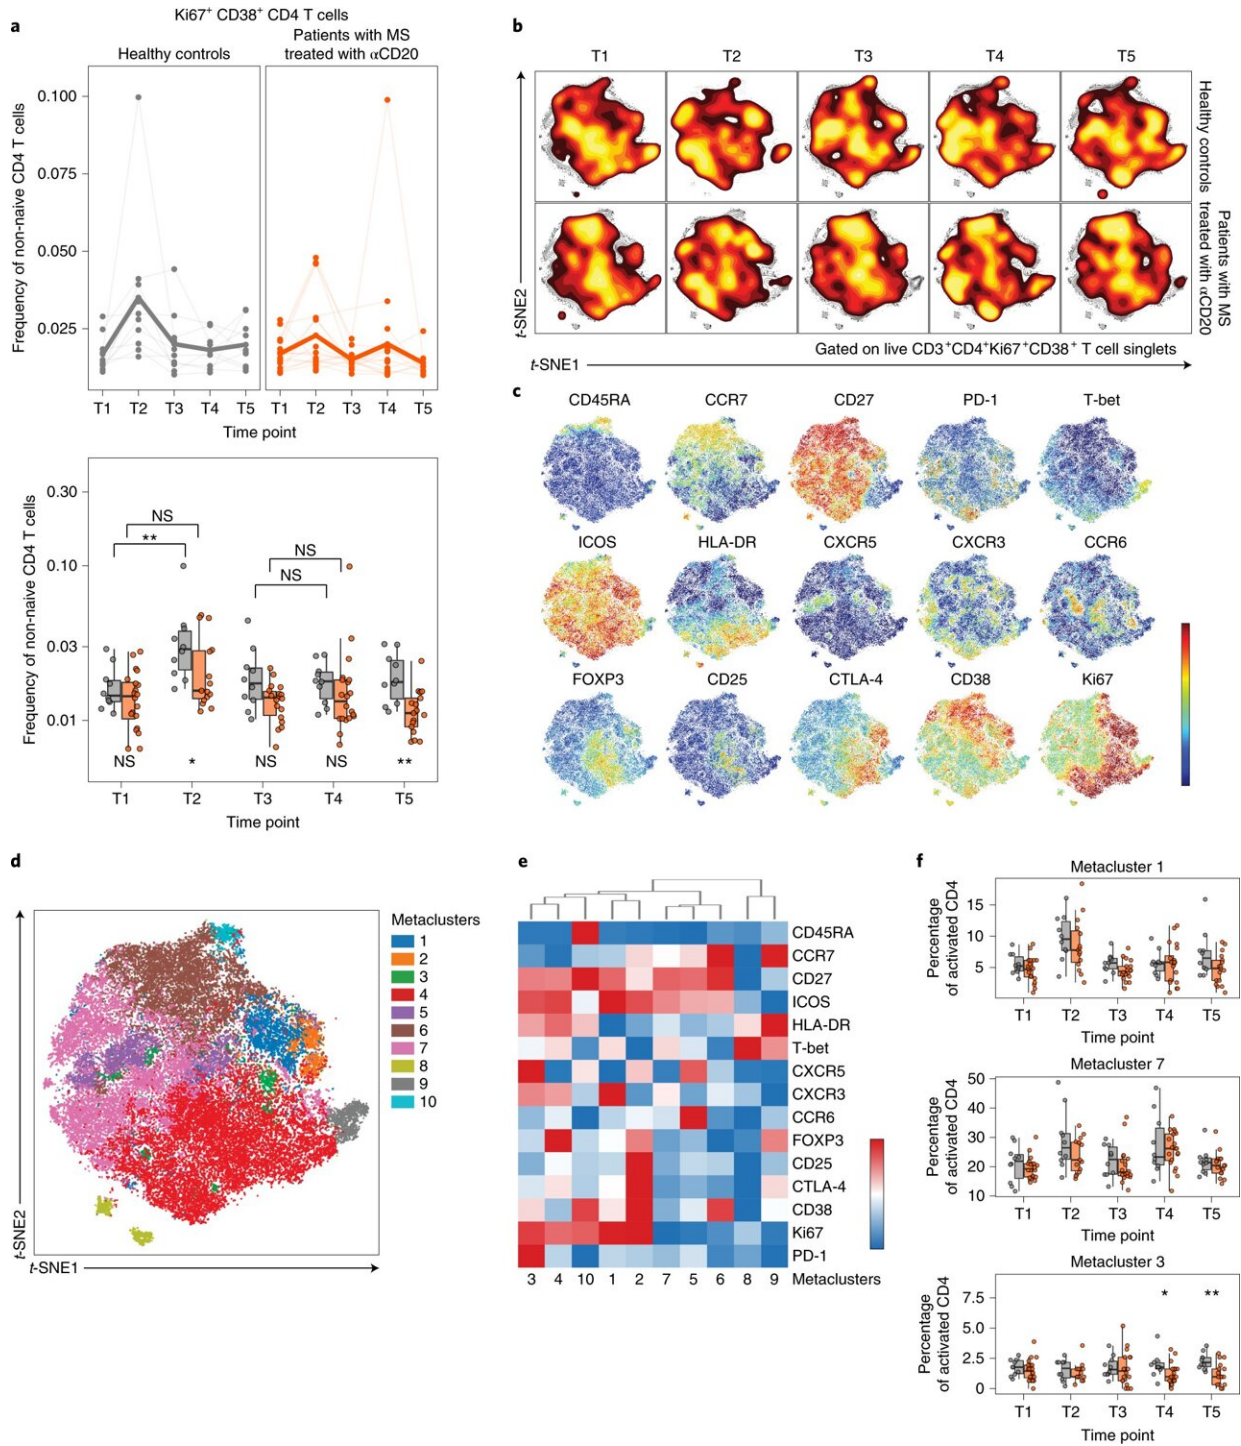 a
Ki67⁺ CD38⁺ CD4 T cells
Healthy controls
Patients with MS
treated with αCD20
Frequency of non-naive CD4 T cells
0.100
0.075
0.050
0.025
T1 T2 T3 T4 T5 T1 T2 T3 T4 T5
Time point
Frequency of non-naive CD4 T cells
0.30
0.10
0.03
0.01
NS
**
NS
NS
NS * NS NS **
T1 T2 T3 T4 T5
Time point
b
T1 T2 T3 T4 T5
Healthy controls
Patients with MS
treated with αCD20
t-SNE2
Gated on live CD3⁺CD4⁺Ki67⁺CD38⁺ T cell singlets
t-SNE1
c
CD45RA CCR7 CD27 PD-1 T-bet
ICOS HLA-DR CXCR5 CXCR3 CCR6
FOXP3 CD25 CTLA-4 CD38 Ki67
d
t-SNE2
t-SNE1
Metaclusters
1
2
3
4
5
6
7
8
9
10
e
CD45RA
CCR7
CD27
ICOS
HLA-DR
T-bet
CXCR5
CXCR3
CCR6
FOXP3
CD25
CTLA-4
CD38
Ki67
PD-1
3 4 10 1 2 7 5 6 8 9 Metaclusters
f
Metacluster 1
Percentage
of activated CD4
15
10
5
T1 T2 T3 T4 T5
Time point
Metacluster 7
Percentage
of activated CD4
50
40
30
20
10
T1 T2 T3 T4 T5
Time point
Metacluster 3
Percentage
of activated CD4
7.5
5.0
2.5
0
* **
T1 T2 T3 T4 T5
Time point